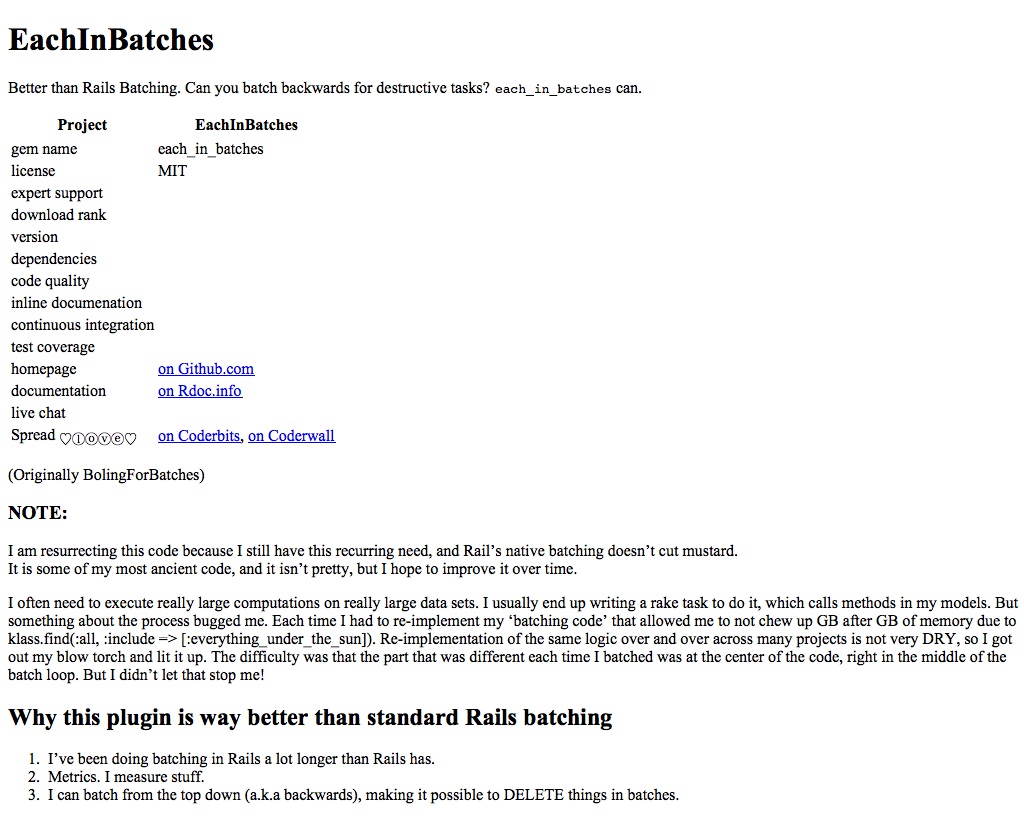 EachInBatches
Better than Rails Batching. Can you batch backwards for destructive tasks? each_in_batches can.
Project EachInBatches
gem name each_in_batches
license MIT
expert support
download rank
version
dependencies
code quality
inline documenation
continuous integration
test coverage
homepage on Github.com
documentation on Rdoc.info
live chat
Spread ♡ⓛⓞⓥⓔ♡ on Coderbits, on Coderwall
(Originally BolingForBatches)
NOTE:
I am resurrecting this code because I still have this recurring need, and Rail’s native batching doesn’t cut mustard.
It is some of my most ancient code, and it isn’t pretty, but I hope to improve it over time.
I often need to execute really large computations on really large data sets. I usually end up writing a rake task to do it, which calls methods in my models. But
something about the process bugged me. Each time I had to re-implement my ‘batching code’ that allowed me to not chew up GB after GB of memory due to
klass.find(:all, :include => [:everything_under_the_sun]). Re-implementation of the same logic over and over across many projects is not very DRY, so I got
out my blow torch and lit it up. The difficulty was that the part that was different each time I batched was at the center of the code, right in the middle of the
batch loop. But I didn’t let that stop me!
Why this plugin is way better than standard Rails batching
1. I’ve been doing batching in Rails a lot longer than Rails has.
2. Metrics. I measure stuff.
3. I can batch from the top down (a.k.a backwards), making it possible to DELETE things in batches.